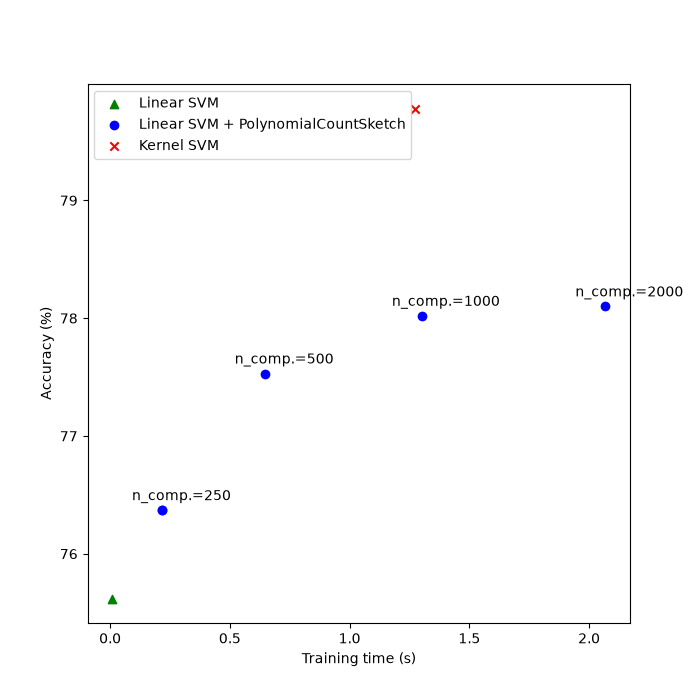 Linear SVM
Linear SVM + PolynomialCountSketch
Kernel SVM
79
78
77
76
n_comp.=2000
n_comp.=1000
n_comp.=500
n_comp.=250
Accuracy (%)
0.0 0.5 1.0 1.5 2.0
Training time (s)